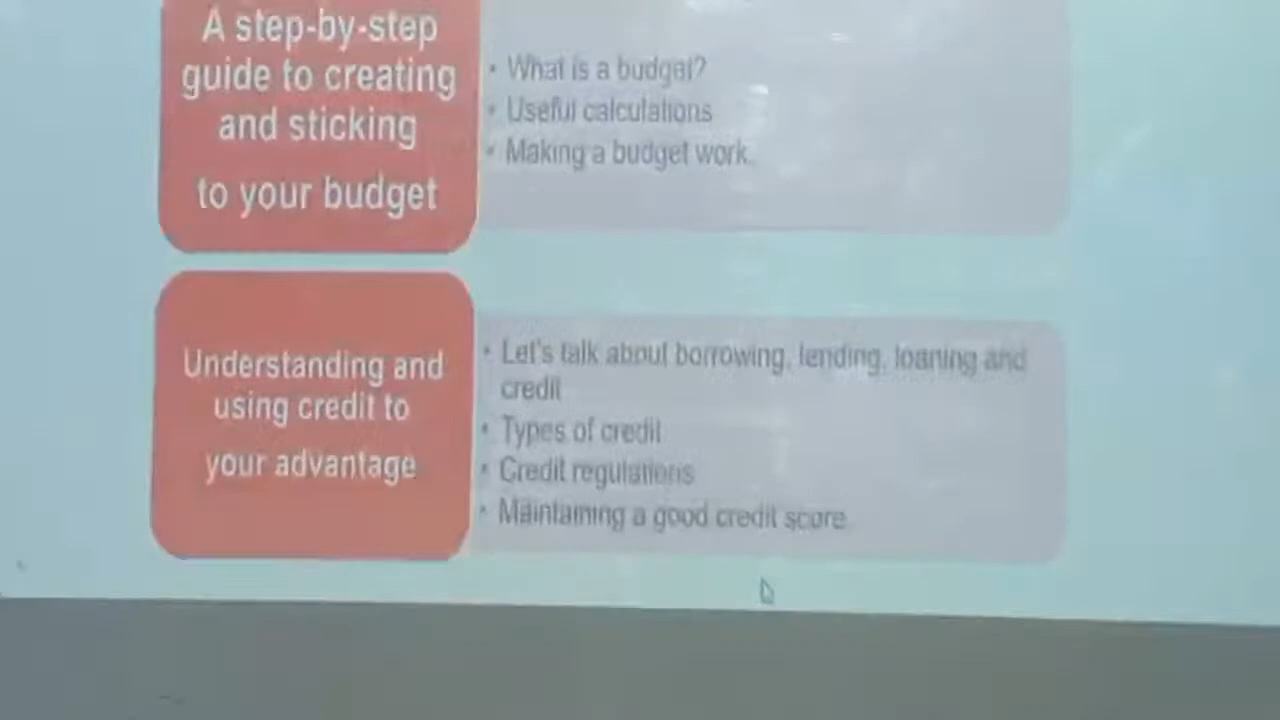 A step-by-step
guide to creating
and sticking
to your budget
• What is a budget?
• Useful calculations
• Making a budget work.
Understanding and
using credit to
your advantage
• Let's talk about borrowing, lending, loaning and
credit
• Types of credit
• Credit regulations
• Maintaining a good credit score